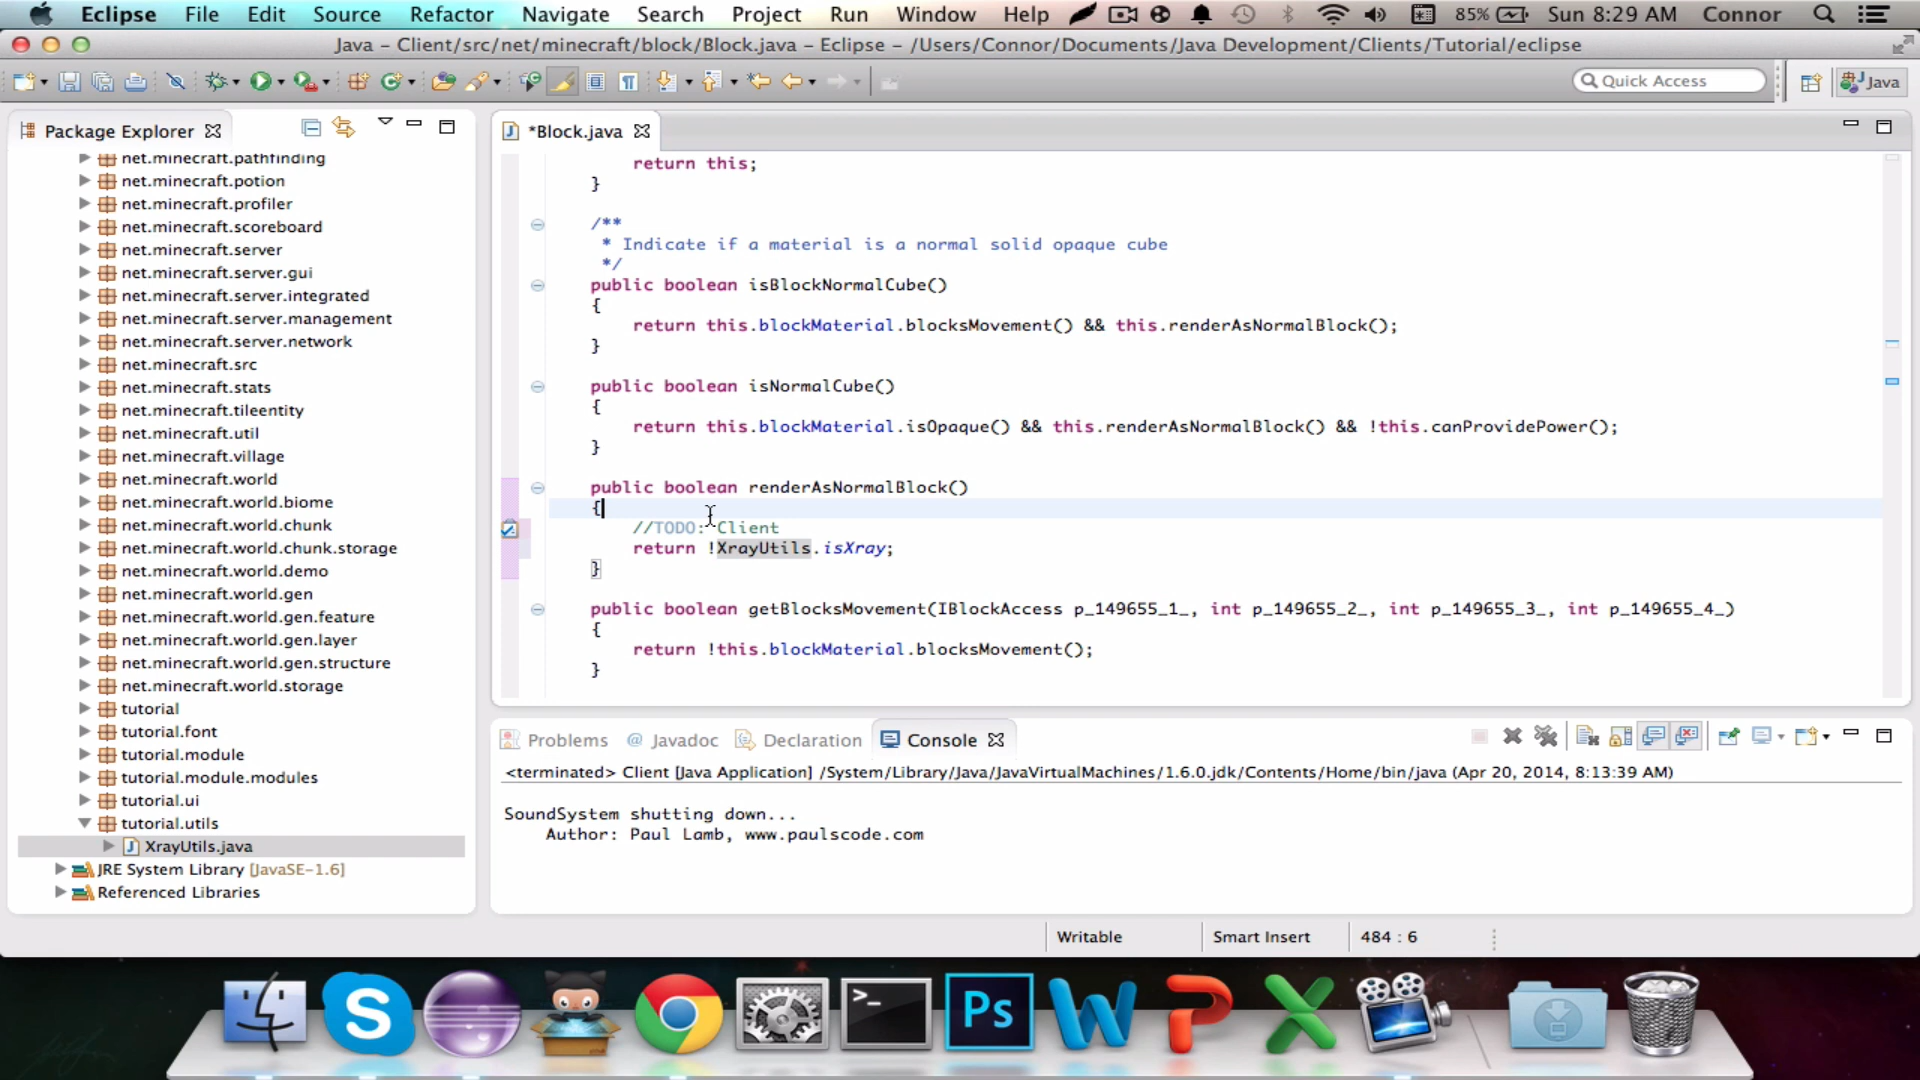 Eclipse File Edit Source Refactor Navigate Search Project Run Window Help 85% Sun 8:29 AM Connor
Java – Client/src/net/minecraft/block/Block.java – Eclipse – /Users/Connor/Documents/Java Development/Clients/Tutorial/eclipse
Quick Access
Java
Package Explorer
net.minecraft.pathfinding
net.minecraft.potion
net.minecraft.profiler
net.minecraft.scoreboard
net.minecraft.server
net.minecraft.server.gui
net.minecraft.server.integrated
net.minecraft.server.management
net.minecraft.server.network
net.minecraft.src
net.minecraft.stats
net.minecraft.tileentity
net.minecraft.util
net.minecraft.village
net.minecraft.world
net.minecraft.world.biome
net.minecraft.world.chunk
net.minecraft.world.chunk.storage
net.minecraft.world.demo
net.minecraft.world.gen
net.minecraft.world.gen.feature
net.minecraft.world.gen.layer
net.minecraft.world.gen.structure
net.minecraft.world.storage
tutorial
tutorial.font
tutorial.module
tutorial.module.modules
tutorial.ui
tutorial.utils
XrayUtils.java
JRE System Library [JavaSE-1.6]
Referenced Libraries
*Block.java
return this;
}
/**
* Indicate if a material is a normal solid opaque cube
*/
public boolean isBlockNormalCube()
{
return this.blockMaterial.blocksMovement() && this.renderAsNormalBlock();
}
public boolean isNormalCube()
{
return this.blockMaterial.isOpaque() && this.renderAsNormalBlock() && !this.canProvidePower();
}
public boolean renderAsNormalBlock()
{
//TODO: Client
return !XrayUtils.isXray;
}
public boolean getBlocksMovement(IBlockAccess p_149655_1_, int p_149655_2_, int p_149655_3_, int p_149655_4_)
{
return !this.blockMaterial.blocksMovement();
}
Problems @ Javadoc Declaration Console
<terminated> Client [Java Application] /System/Library/Java/JavaVirtualMachines/1.6.0.jdk/Contents/Home/bin/java (Apr 20, 2014, 8:13:39 AM)
SoundSystem shutting down...
Author: Paul Lamb, www.paulscode.com
Writable Smart Insert 484 : 6
Ps